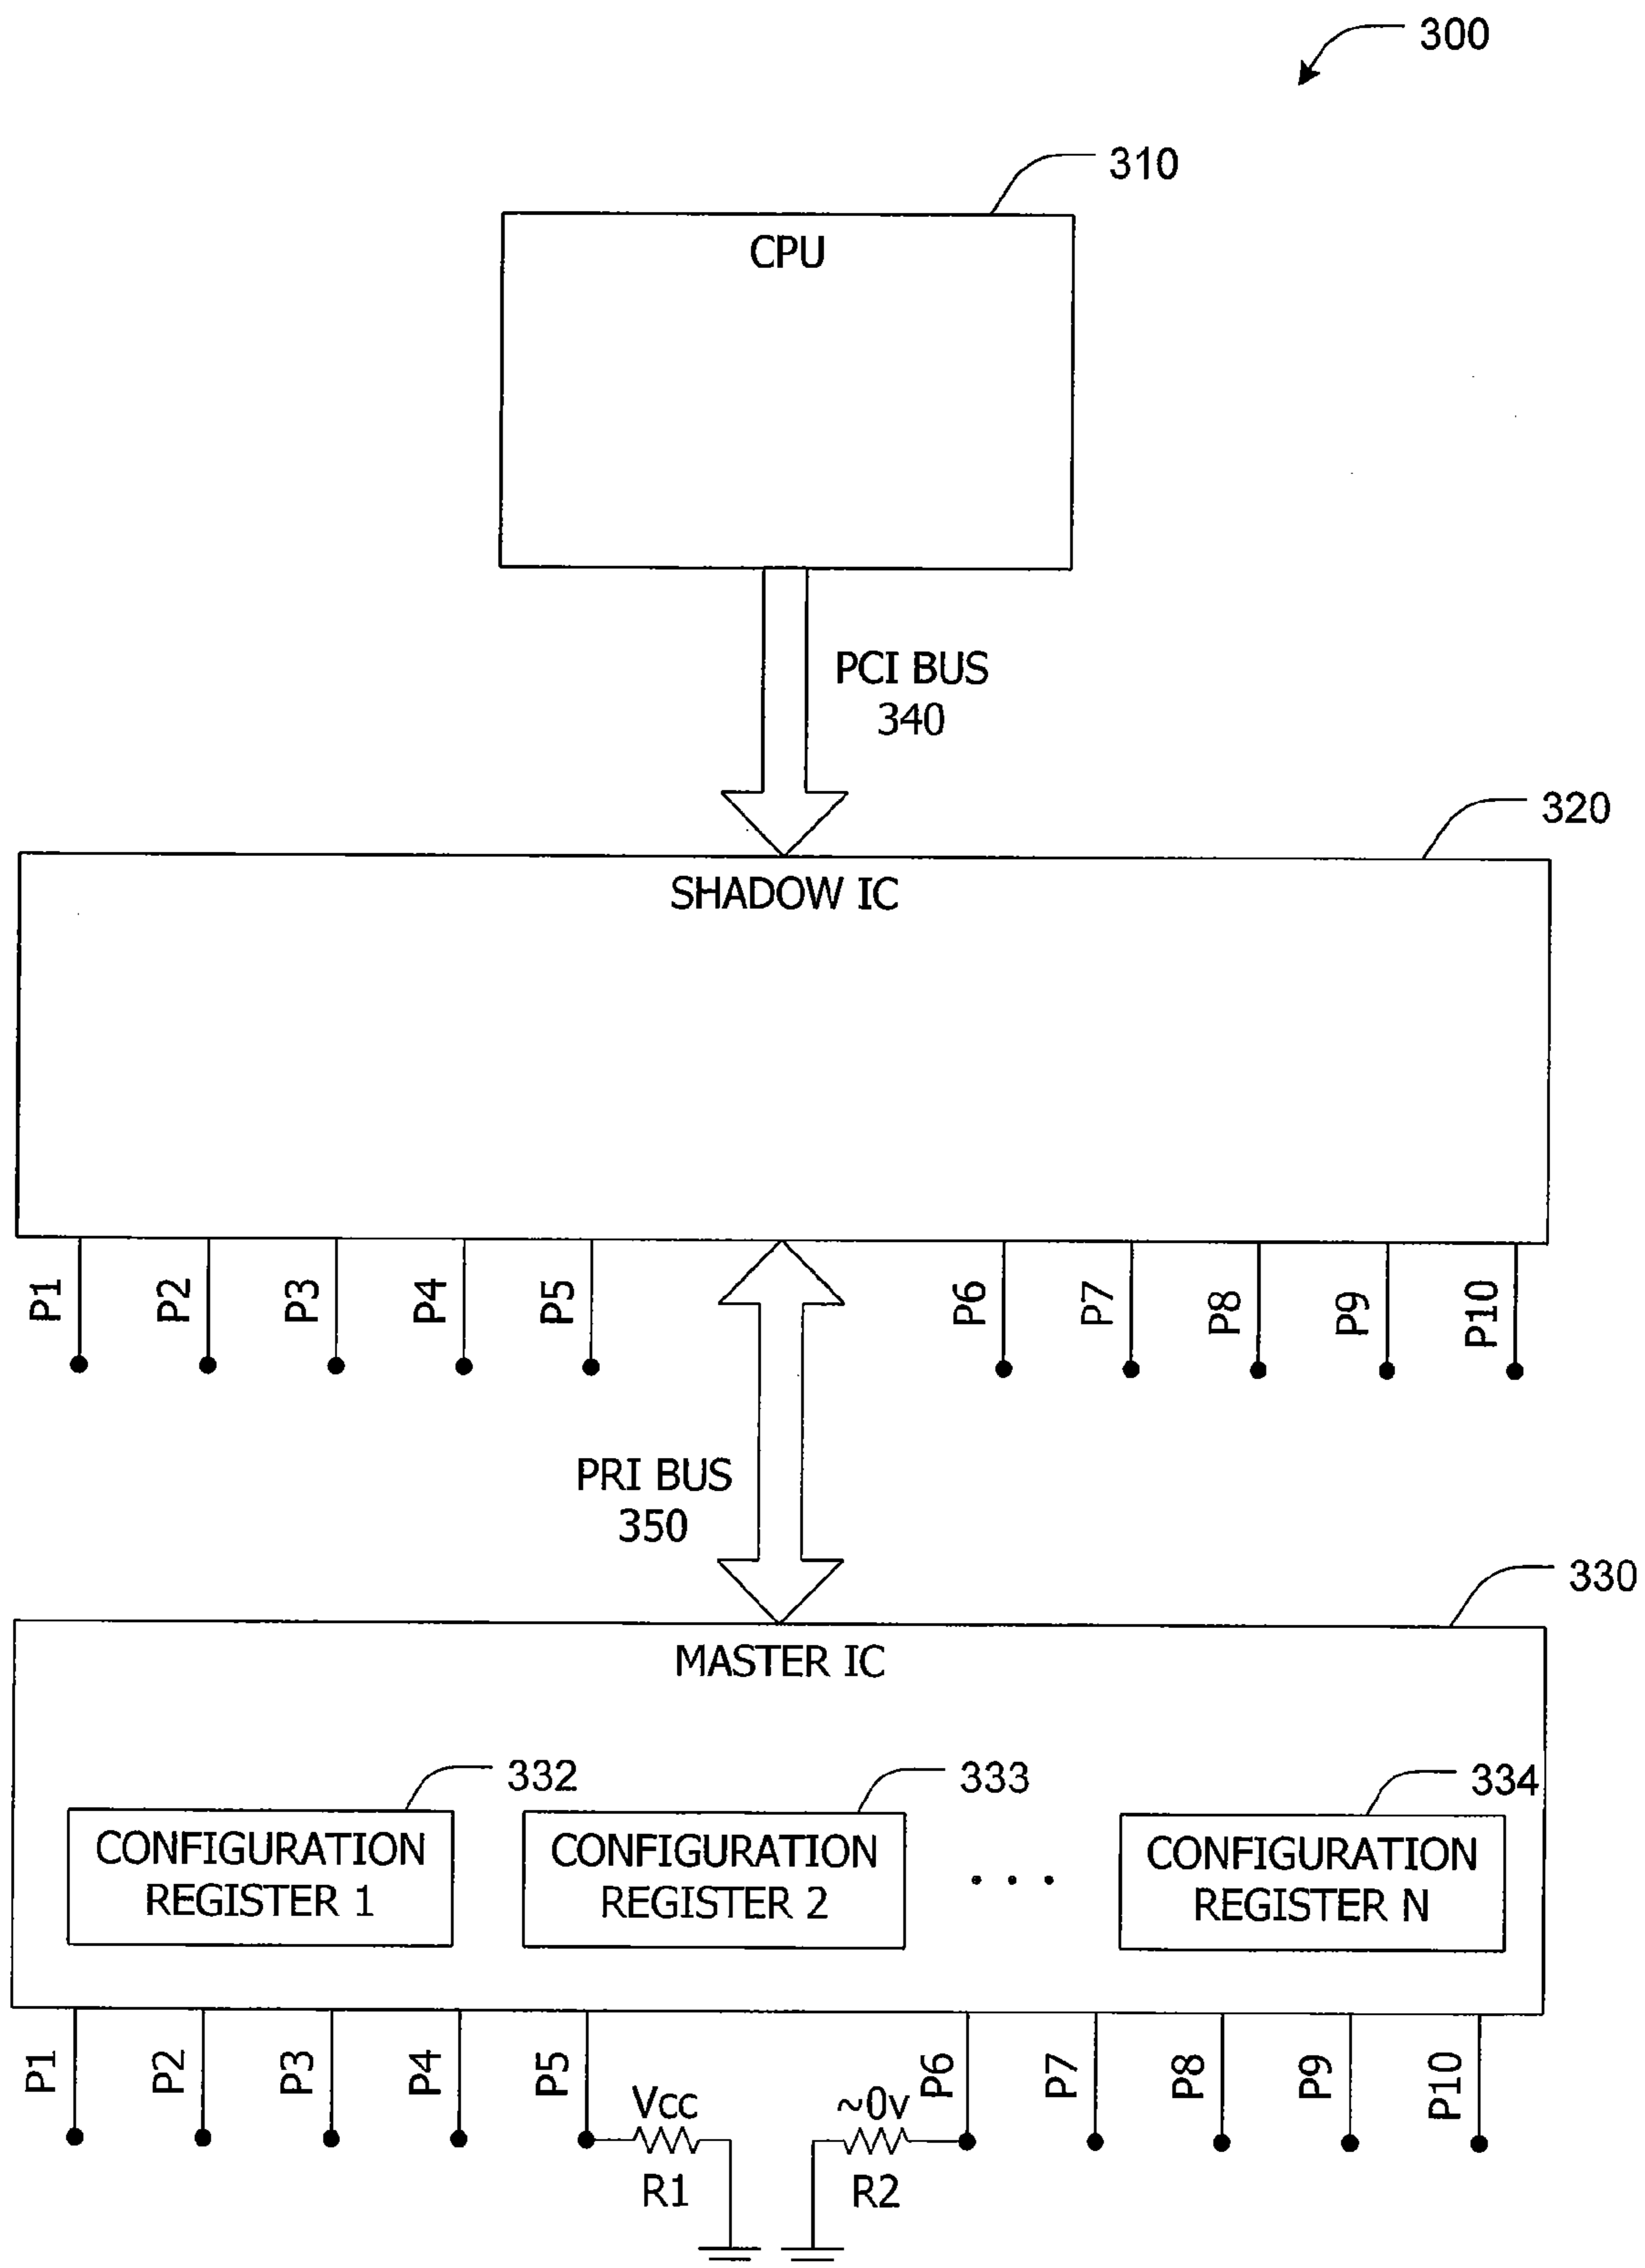 300
310
CPU
PCI BUS
340
320
SHADOW IC
P1
P2
P3
P4
P5
P6
P7
P8
P9
P10
PRI BUS
350
330
MASTER IC
332
333
334
CONFIGURATION
REGISTER 1
CONFIGURATION
REGISTER 2
. . .
CONFIGURATION
REGISTER N
P1
P2
P3
P4
P5
P6
P7
P8
P9
P10
Vcc
~0v
R1
R2